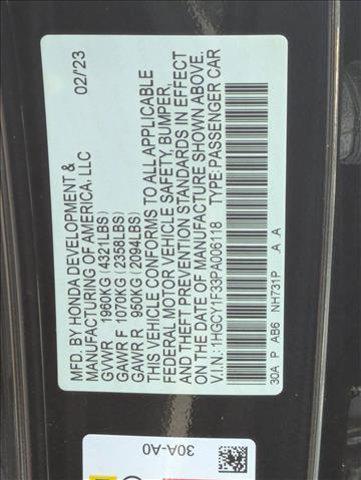 MFD. BY HONDA DEVELOPMENT & 02/'23
MANUFACTURING OF AMERICA, LLC
GVWR 1960KG (4321LBS)
GAWR F 1070KG (2358LBS)
GAWR R 950KG (2094LBS)
THIS VEHICLE CONFORMS TO ALL APPLICABLE
FEDERAL MOTOR VEHICLE SAFETY, BUMPER,
AND THEFT PREVENTION STANDARDS IN EFFECT
ON THE DATE OF MANUFACTURE SHOWN ABOVE.
V.I.N.: 1HGCY1F33PA006118 TYPE: PASSENGER CAR
30A P AB6 NH731P A A
30A-A0